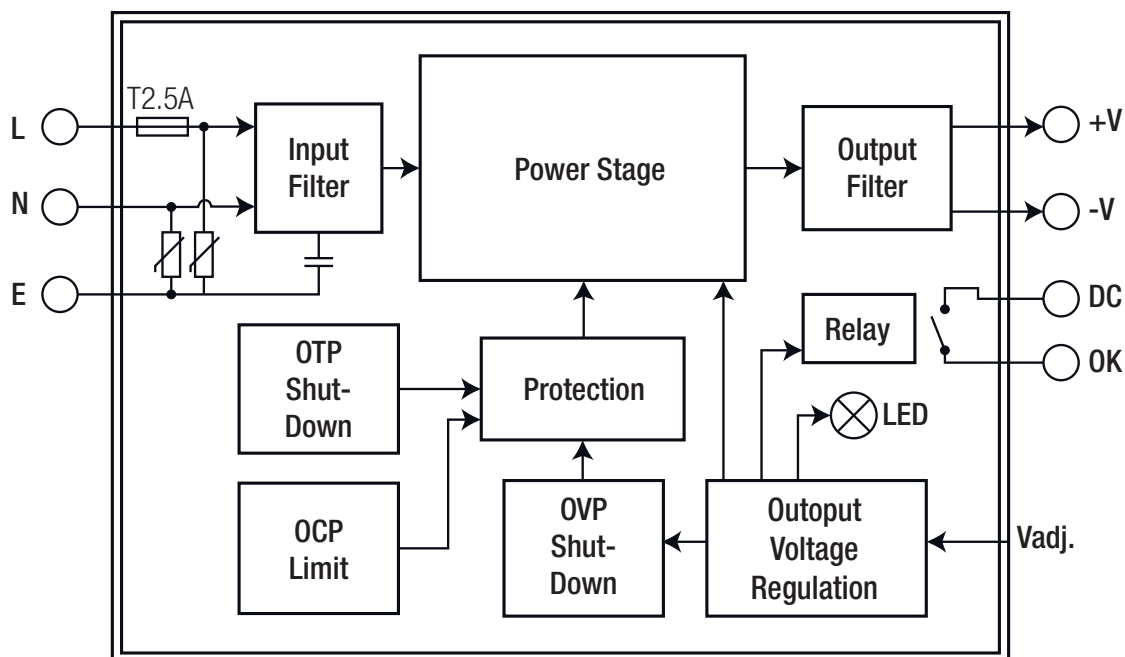 T2.5A
L
N
E
Input
Filter
Power Stage
Output
Filter
+V
-V
DC
OK
Relay
LED
OTP
Shut-
Down
Protection
OCP
Limit
OVP
Shut-
Down
Outoput
Voltage
Regulation
Vadj.